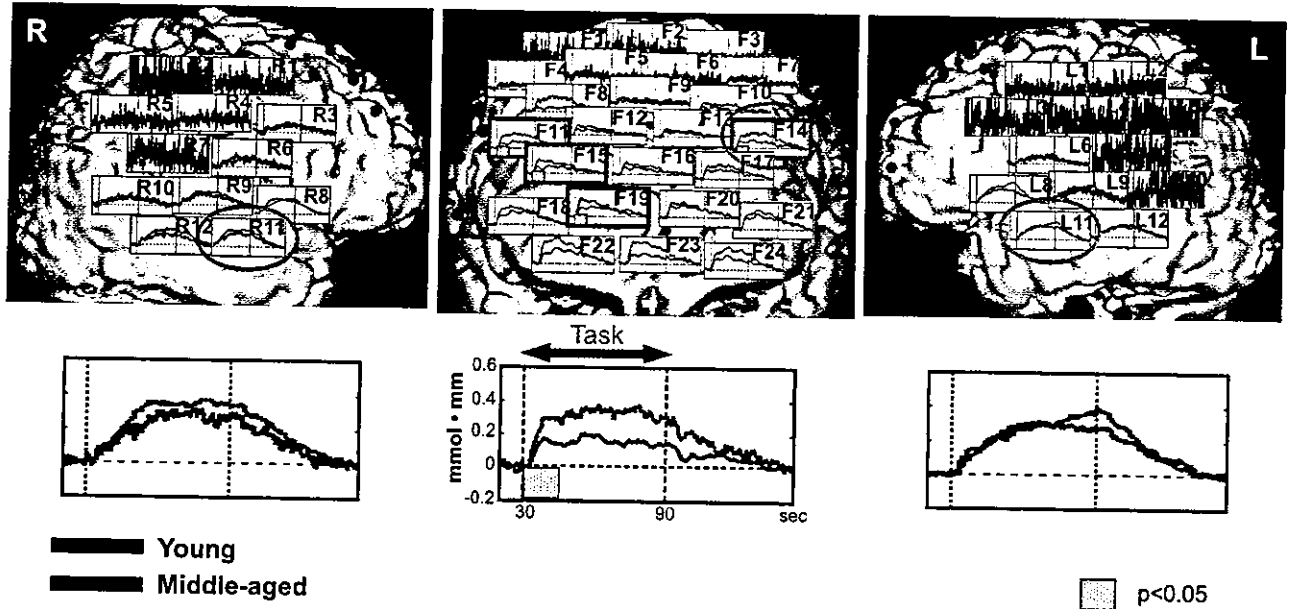 R
R1
R5 R4
R3
R7
R6
R10 R9
R8
R12 R11
F1 F2 F3
F4 F5 F6 F7
F8 F9 F10
F11 F12 F13 F14
F15 F16 F17
F18 F19 F20 F21
F22 F23 F24
L
L1 L2
L6
L8 L9
L11 L12
Task
0.6
0.4
0.2
0
-0.2
mmol • mm
30 90 sec
Young
Middle-aged
p<0.05